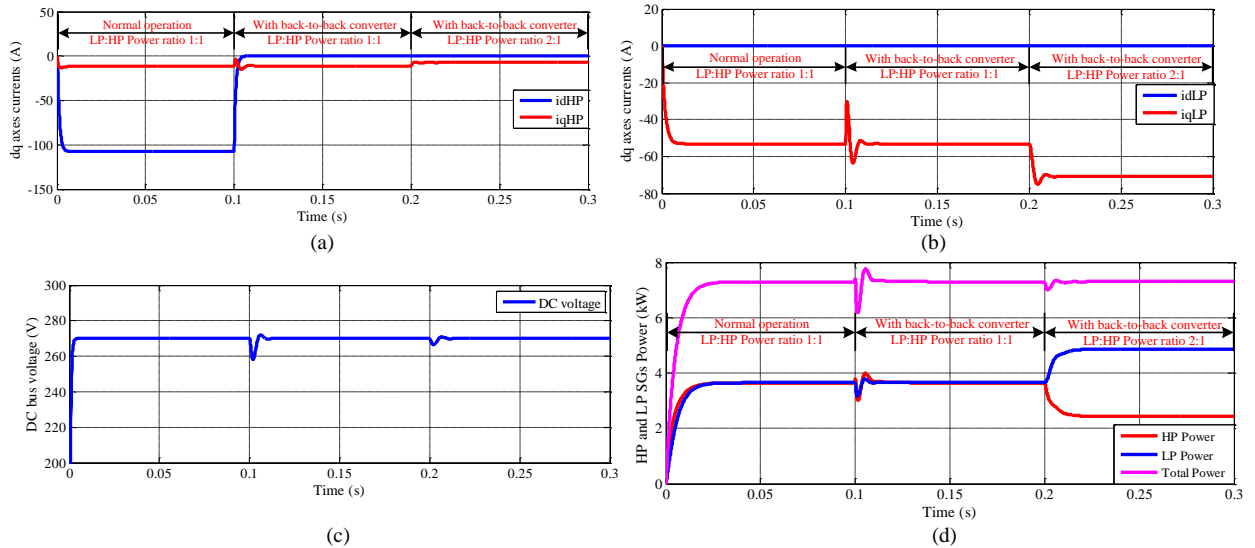 dq axes currents (A)
50
0
-50
-100
-150
Normal operation
LP:HP Power ratio 1:1
With back-to-back converter
LP:HP Power ratio 1:1
With back-to-back converter
LP:HP Power ratio 2:1
idHP
iqHP
0
0.05
0.1
0.15
0.2
0.25
0.3
Time (s)
(a)
dq axes currents (A)
0
-20
-40
-60
-80
Normal operation
LP:HP Power ratio 1:1
With back-to-back converter
LP:HP Power ratio 1:1
With back-to-back converter
LP:HP Power ratio 2:1
idLP
iqLP
0
0.05
0.1
0.15
0.2
0.25
0.3
Time (s)
(b)
DC bus voltage (V)
300
280
260
240
220
200
DC voltage
0
0.05
0.1
0.15
0.2
0.25
0.3
Time (s)
(c)
HP and LP SGs Power (kW)
8
6
4
2
0
Normal operation
LP:HP Power ratio 1:1
With back-to-back converter
LP:HP Power ratio 1:1
With back-to-back converter
LP:HP Power ratio 2:1
HP Power
LP Power
Total Power
0
0.05
0.1
0.15
0.2
0.25
0.3
Time (s)
(d)